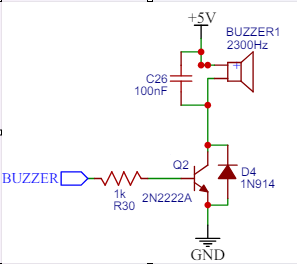 +5V
BUZZER1
2300Hz
+
C26
100nF
Q2
D4
1N914
BUZZER
1k
R30
2N2222A
GND